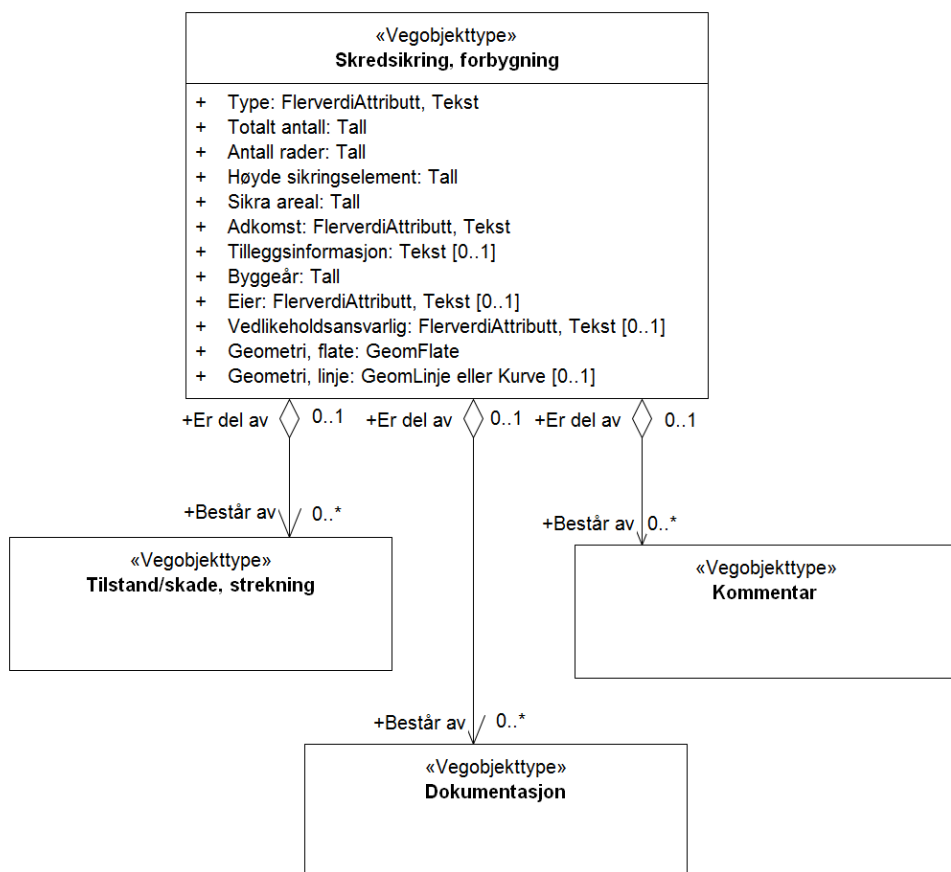 «Vegobjekttype»
Skredsikring, forbygning
+ Type: FlerverdiAttributt, Tekst
+ Totalt antall: Tall
+ Antall rader: Tall
+ Høyde sikringselement: Tall
+ Sikra areal: Tall
+ Adkomst: FlerverdiAttributt, Tekst
+ Tilleggsinformasjon: Tekst [0..1]
+ Byggeår: Tall
+ Eier: FlerverdiAttributt, Tekst [0..1]
+ Vedlikeholdsansvarlig: FlerverdiAttributt, Tekst [0..1]
+ Geometri, flate: GeomFlate
+ Geometri, linje: GeomLinje eller Kurve [0..1]
+Er del av 0..1 +Er del av 0..1 +Er del av 0..1
+Består av 0..*
+Består av 0..*
«Vegobjekttype»
Tilstand/skade, strekning
«Vegobjekttype»
Kommentar
+Består av 0..*
«Vegobjekttype»
Dokumentasjon